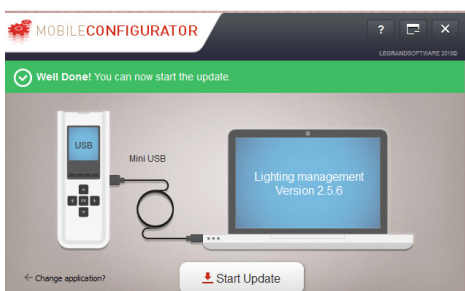 MOBILECONFIGURATOR
?
LEGRANDSOFTWARE 2015©
Well Done! You can now start the update.
USB
Mini USB
Lighting management
Version 2.5.6
Change application?
Start Update